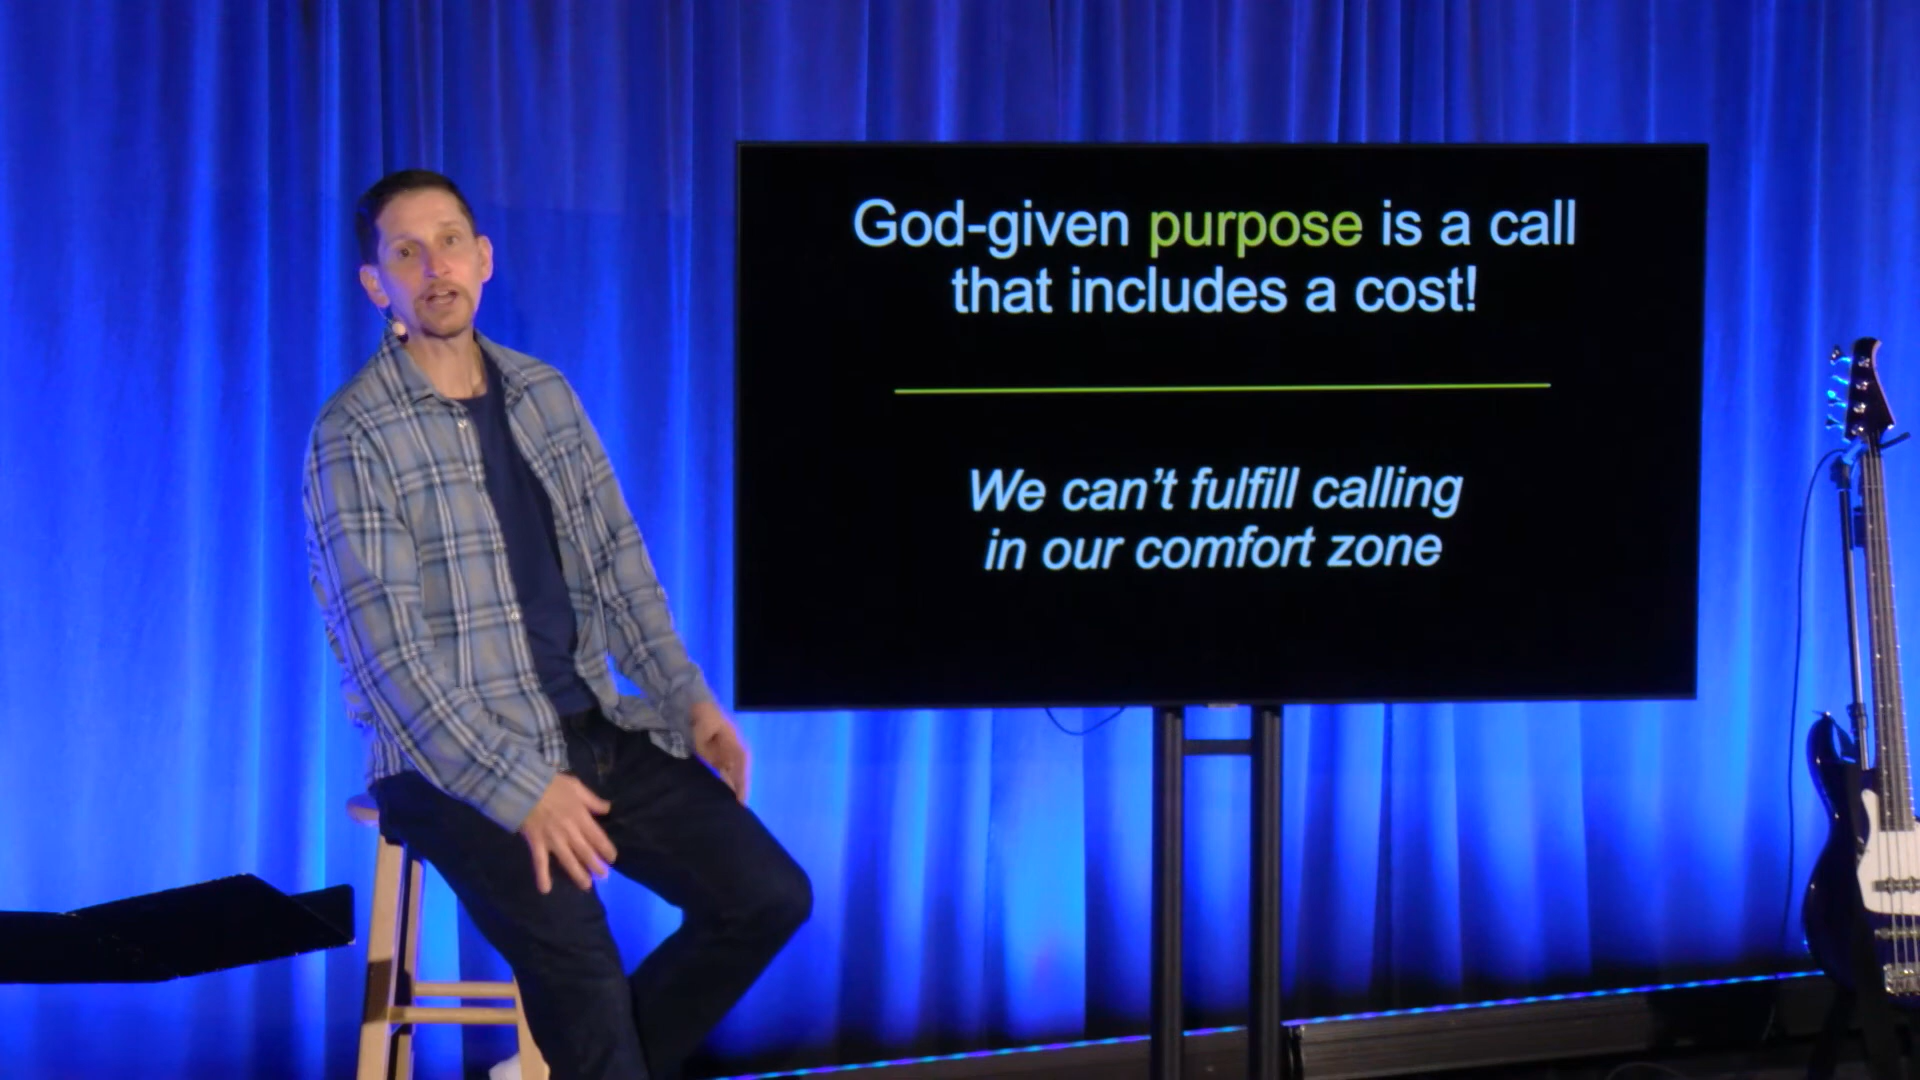 God-given purpose is a call
that includes a cost!
We can’t fulfill calling
in our comfort zone